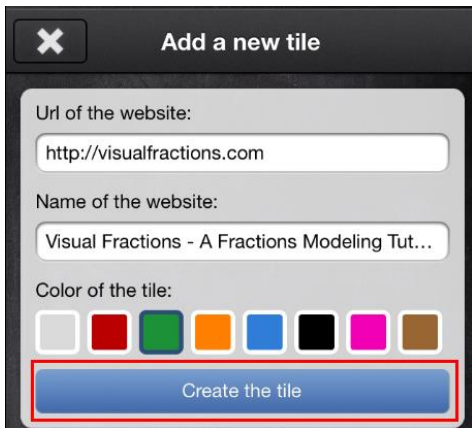 Add a new tile
Url of the website:
http://visualfractions.com
Name of the website:
Visual Fractions - A Fractions Modeling Tut...
Color of the tile:
Create the tile